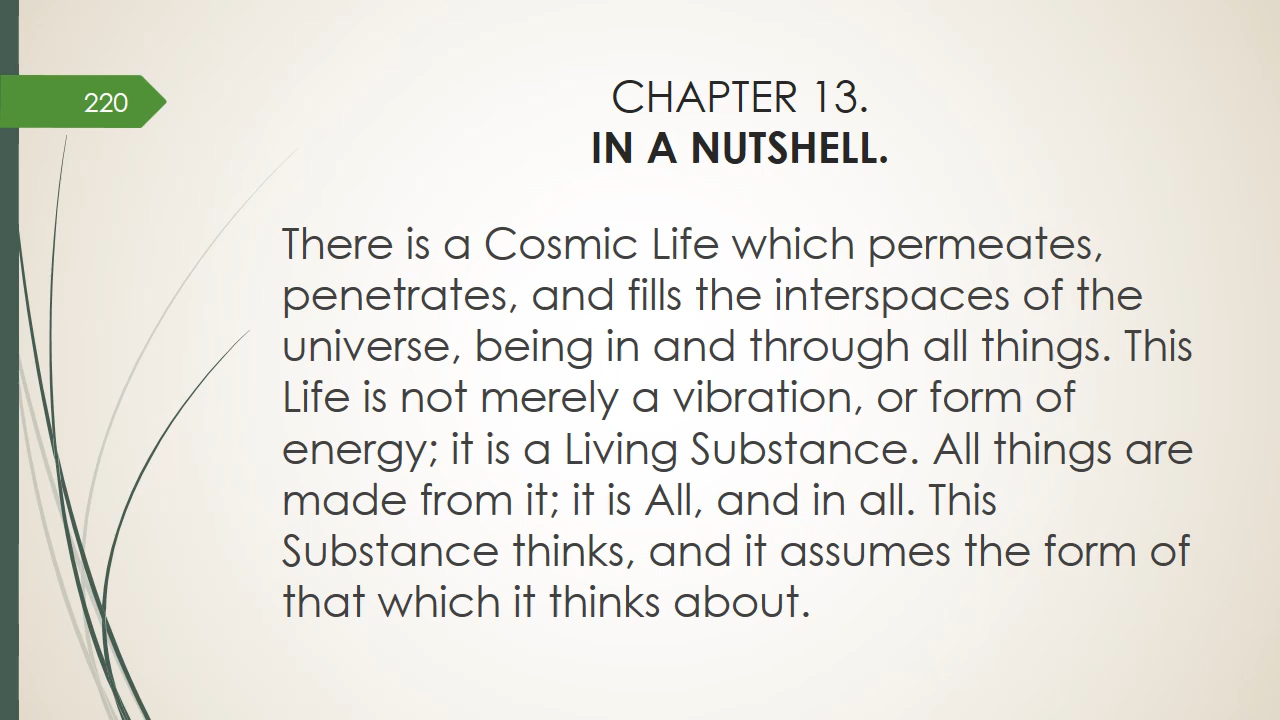 220
CHAPTER 13.
IN A NUTSHELL.
There is a Cosmic Life which permeates,
penetrates, and fills the interspaces of the
universe, being in and through all things. This
Life is not merely a vibration, or form of
energy; it is a Living Substance. All things are
made from it; it is All, and in all. This
Substance thinks, and it assumes the form of
that which it thinks about.